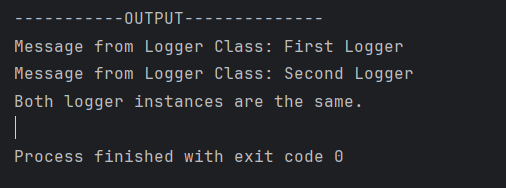 -----------OUTPUT--------------
Message from Logger Class: First Logger
Message from Logger Class: Second Logger
Both logger instances are the same.
Process finished with exit code 0